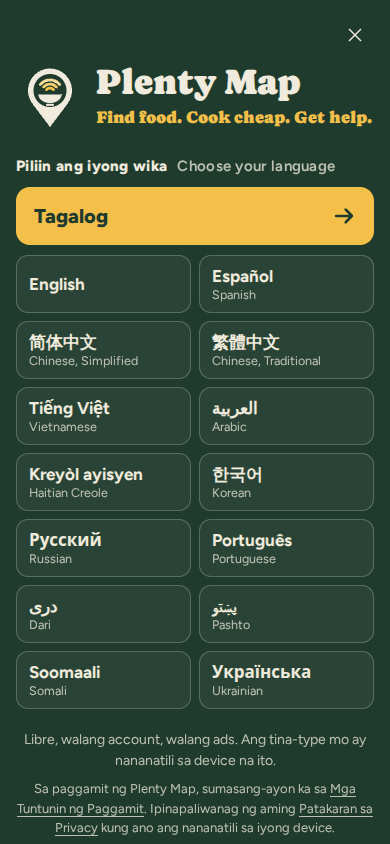 Plenty Map
Find food. Cook cheap. Get help.
Piliin ang iyong wika Choose your language
Tagalog
English
Español
Spanish
简体中文
Chinese, Simplified
繁體中文
Chinese, Traditional
Tiếng Việt
Vietnamese
العربية
Arabic
Kreyòl ayisyen
Haitian Creole
한국어
Korean
Русский
Russian
Português
Portuguese
دری
Dari
پښتو
Pashto
Soomaali
Somali
Українська
Ukrainian
Libre, walang account, walang ads. Ang tina-type mo ay
nananatili sa device na ito.
Sa paggamit ng Plenty Map, sumasang-ayon ka sa Mga
Tuntunin ng Paggamit. Ipinapaliwanag ng aming Patakaran sa
Privacy kung ano ang nananatili sa iyong device.